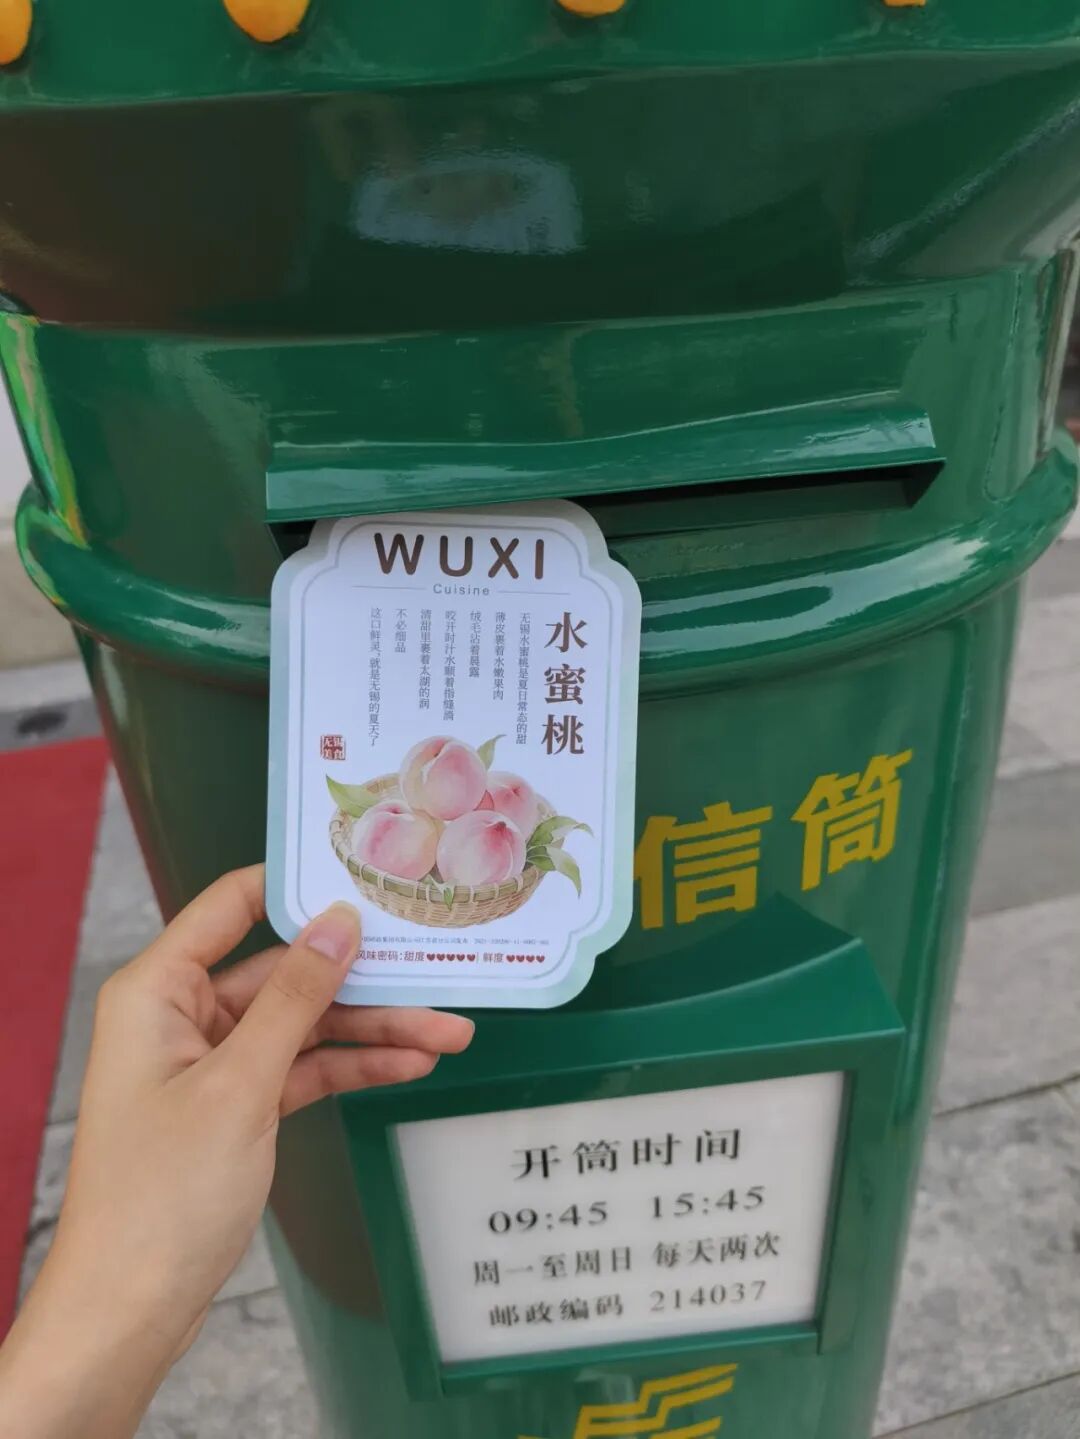 WUXI
Cuisine
水蜜桃
无锡水蜜桃是夏日常态的甜
薄皮裹着水嫩果肉
绒毛沾着晨露
咬开时汁水顺着指缝淌
清甜里裹着太湖的润
不必细品
这口鲜灵,就是无锡的夏天了
无锡
美食
风味密码:甜度♥♥♥♥♥|鲜度♥♥♥♥
信筒
开筒时间
09:45 15:45
周一至周日 每天两次
邮政编码 214037